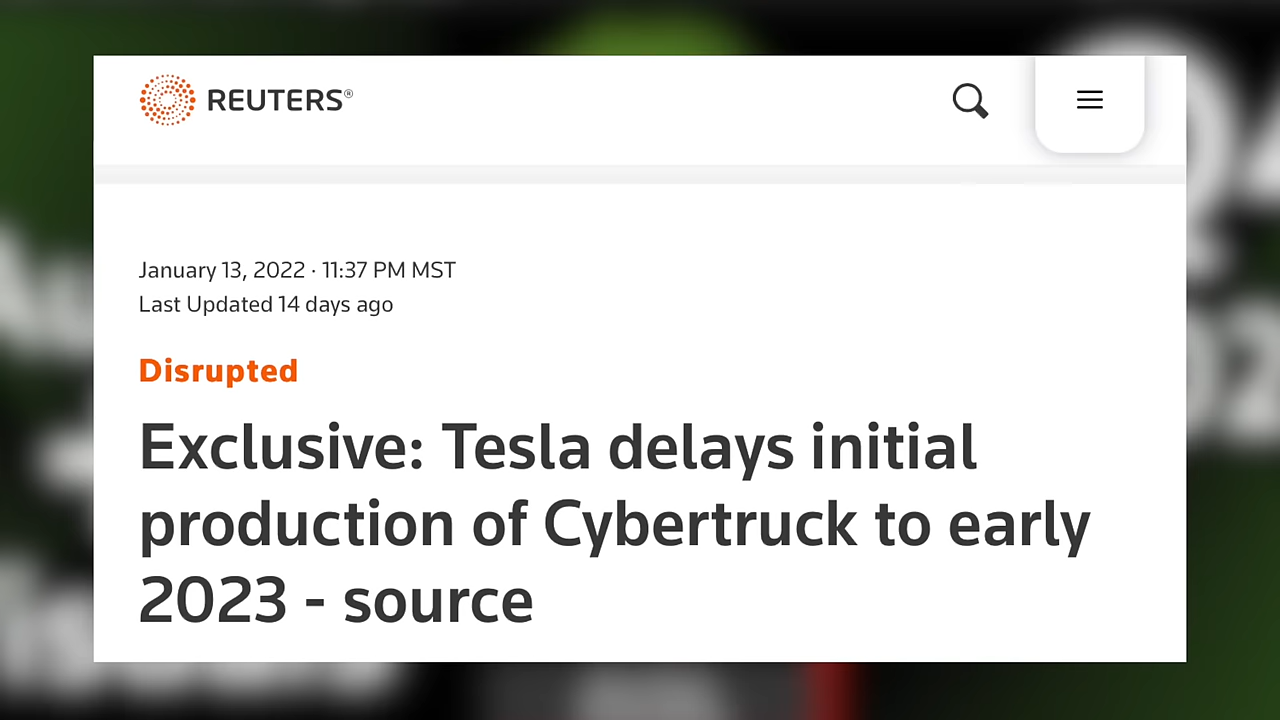 REUTERS®
January 13, 2022 · 11:37 PM MST
Last Updated 14 days ago
Disrupted
Exclusive: Tesla delays initial
production of Cybertruck to early
2023 - source